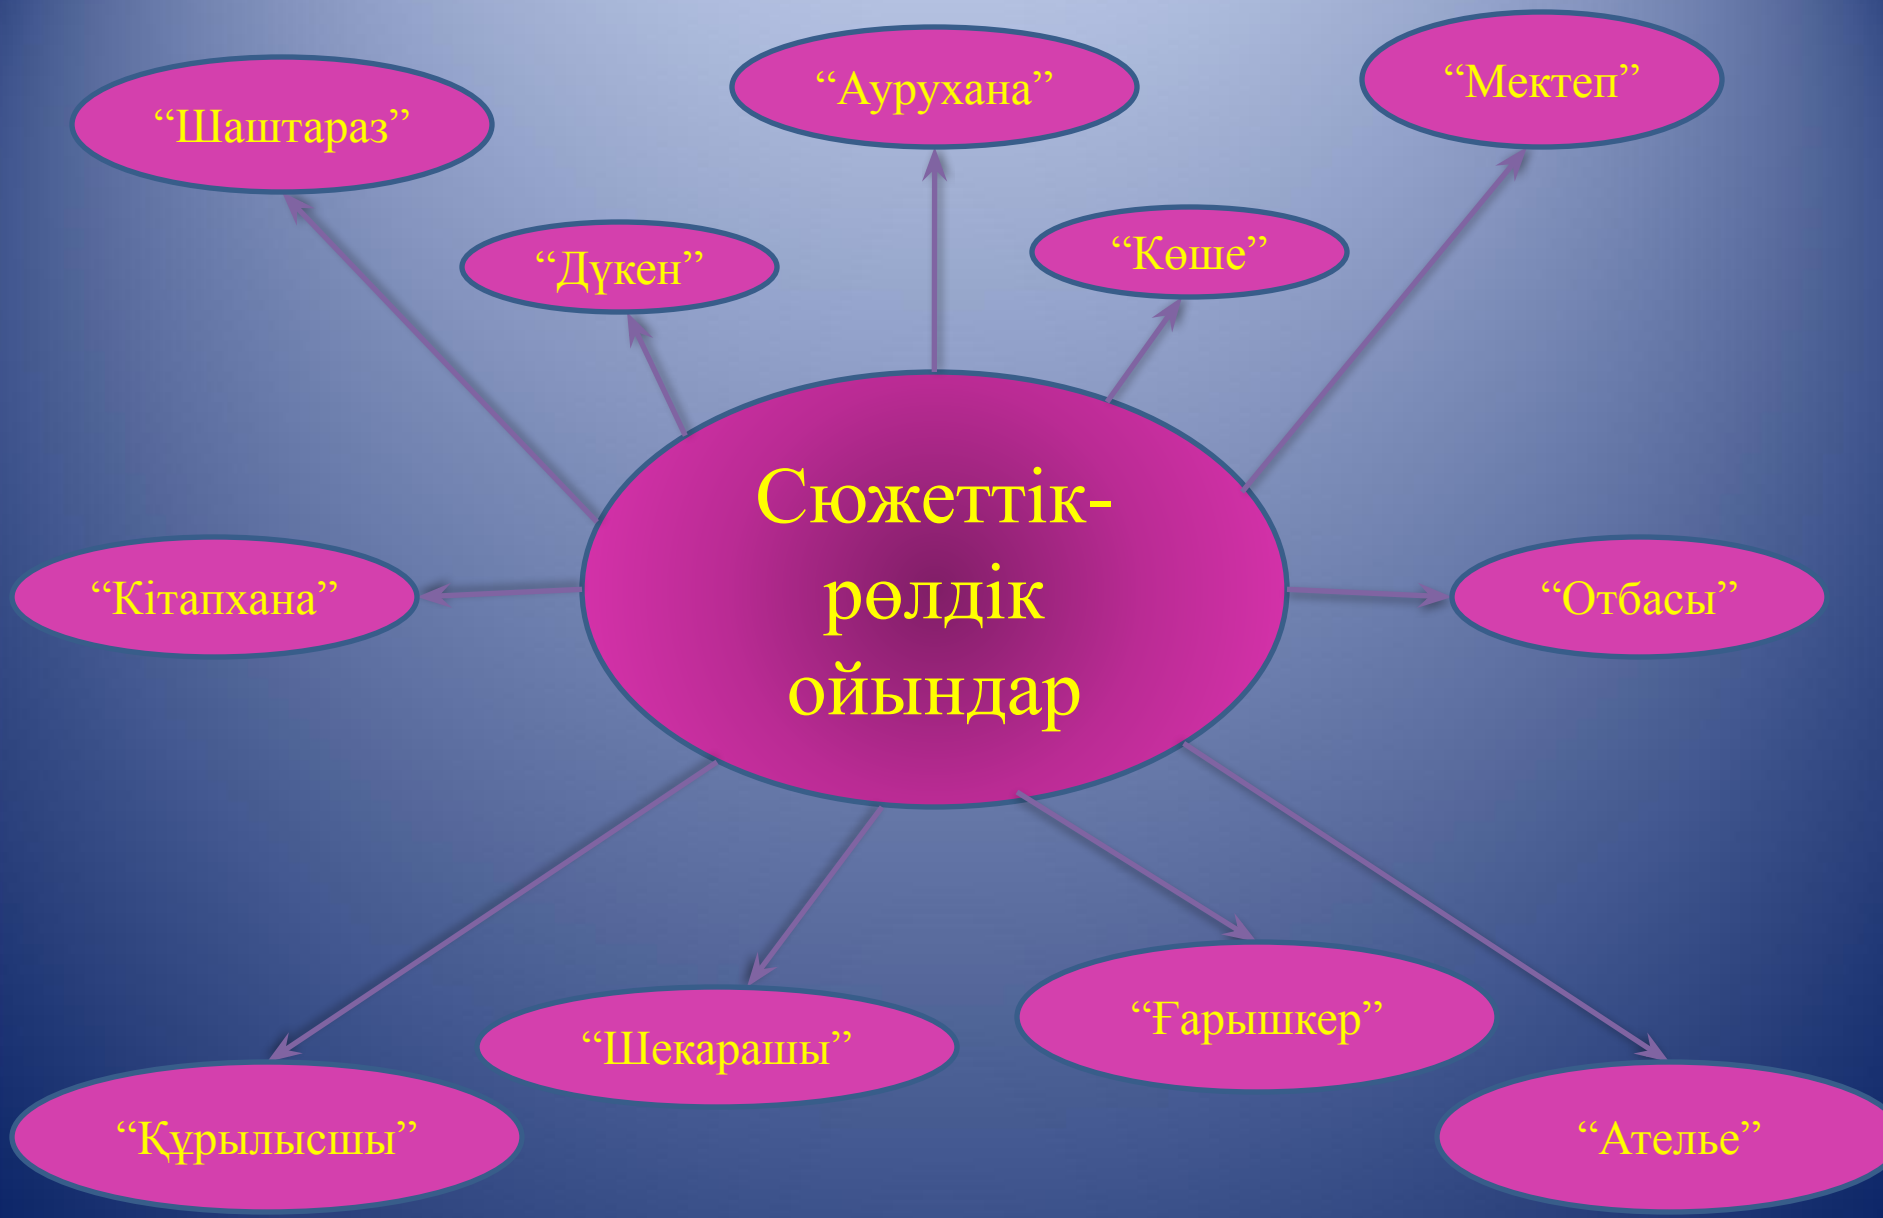 “Шаштараз”
“Аурухана”
“Мектеп”
“Дүкен”
“Көше”
Сюжеттік-
рөлдік
ойындар
“Кітапхана”
“Отбасы”
“Құрылысшы”
“Шекарашы”
“Ғарышкер”
“Ателье”